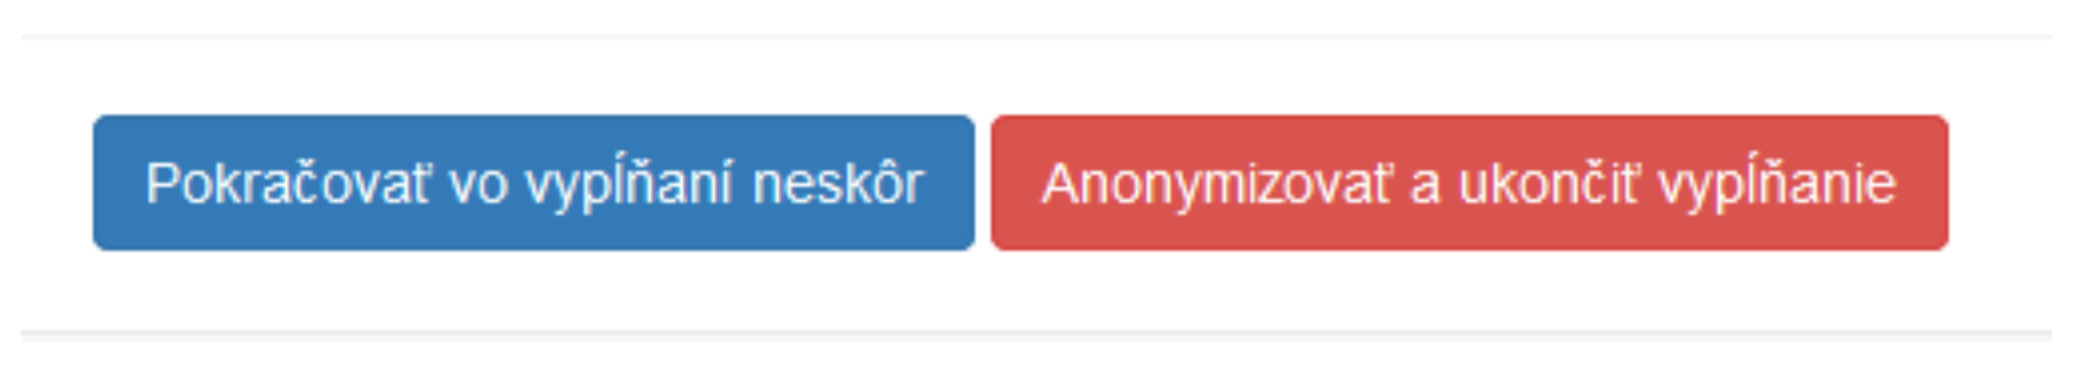 Pokračovať vo vypĺňaní neskôr
Anonymizovať a ukončiť vypĺňanie